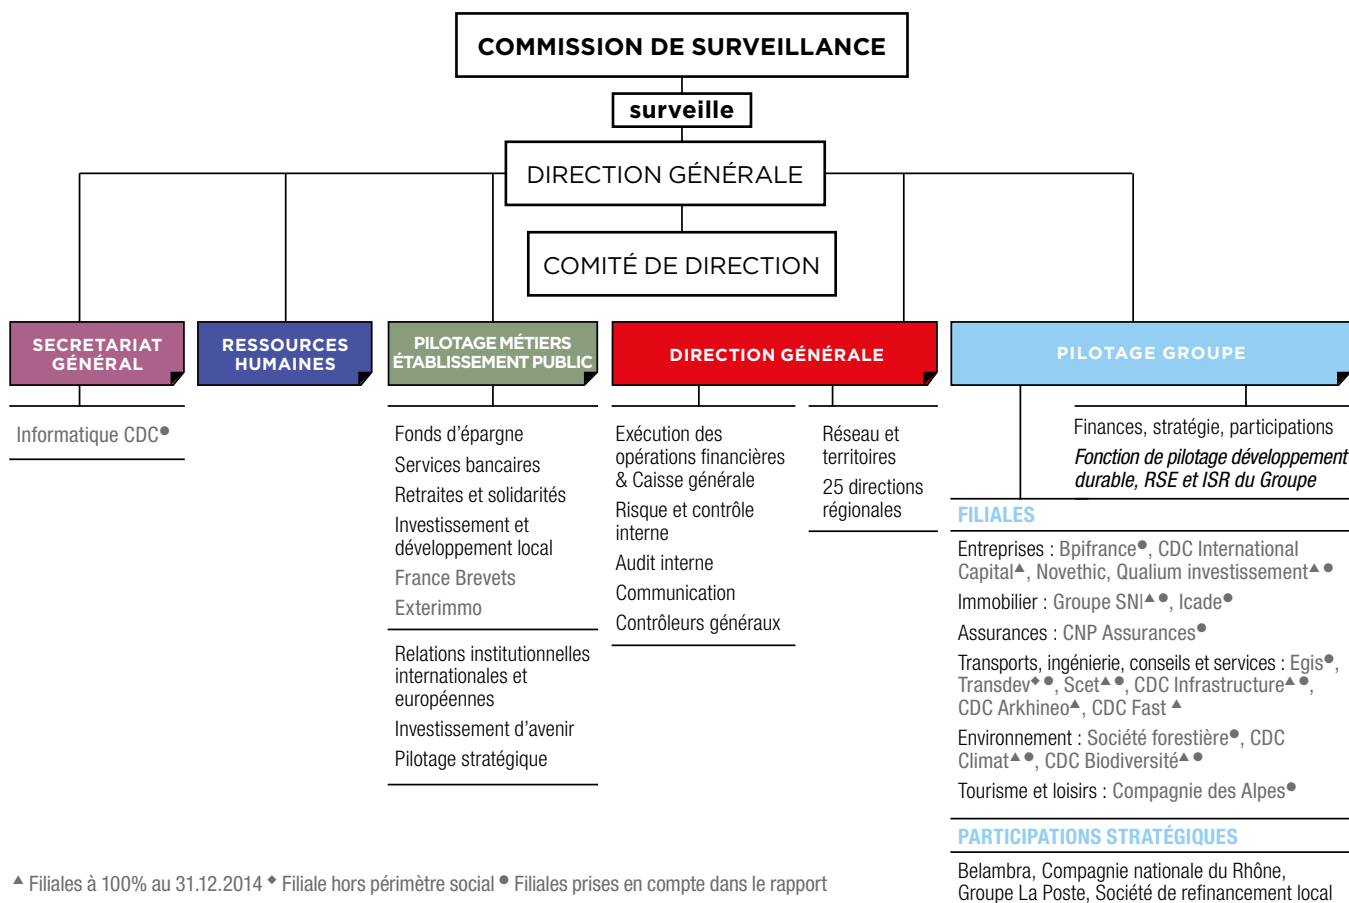 COMMISSION DE SURVEILLANCE
surveille
DIRECTION GÉNÉRALE
COMITÉ DE DIRECTION
SECRETARIAT
GÉNÉRAL
Informatique CDC●
RESSOURCES
HUMAINES
PILOTAGE MÉTIERS
ÉTABLISSEMENT PUBLIC
Fonds d'épargne
Services bancaires
Retraites et solidarités
Investissement et
développement local
France Brevets
Exterimmo
Relations institutionnelles
internationales et
européennes
Investissement d'avenir
Pilotage stratégique
DIRECTION GÉNÉRALE
Exécution des
opérations financières
& Caisse générale
Risque et contrôle
interne
Audit interne
Communication
Contrôleurs généraux
Réseau et
territoires
25 directions
régionales
PILOTAGE GROUPE
Finances, stratégie, participations
Fonction de pilotage développement
durable, RSE et ISR du Groupe
FILIALES
Entreprises : Bpifrance●, CDC International
Capital▲, Novethic, Qualium investissement▲ ●
Immobilier : Groupe SNI▲ ●, Icade●
Assurances : CNP Assurances●
Transports, ingénierie, conseils et services : Egis●,
Transdev◆ ●, Scet▲ ●, CDC Infrastructure▲ ●,
CDC Arkhineo▲, CDC Fast ▲
Environnement : Société forestière●, CDC
Climat▲ ●, CDC Biodiversité▲ ●
Tourisme et loisirs : Compagnie des Alpes●
PARTICIPATIONS STRATÉGIQUES
Belambra, Compagnie nationale du Rhône,
Groupe La Poste, Société de refinancement local
▲ Filiales à 100% au 31.12.2014 ◆ Filiale hors périmètre social ● Filiales prises en compte dans le rapport